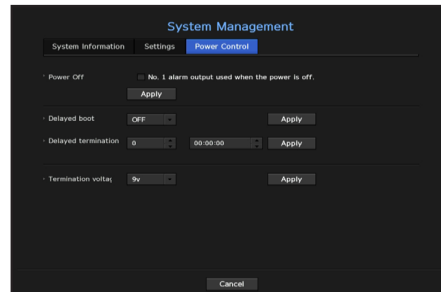 System Management
System Information Settings Power Control
Power Off No. 1 alarm output used when the power is off.
Apply
Delayed boot OFF Apply
Delayed termination 0 00:00:00 Apply
Termination voltag 9v Apply
Cancel